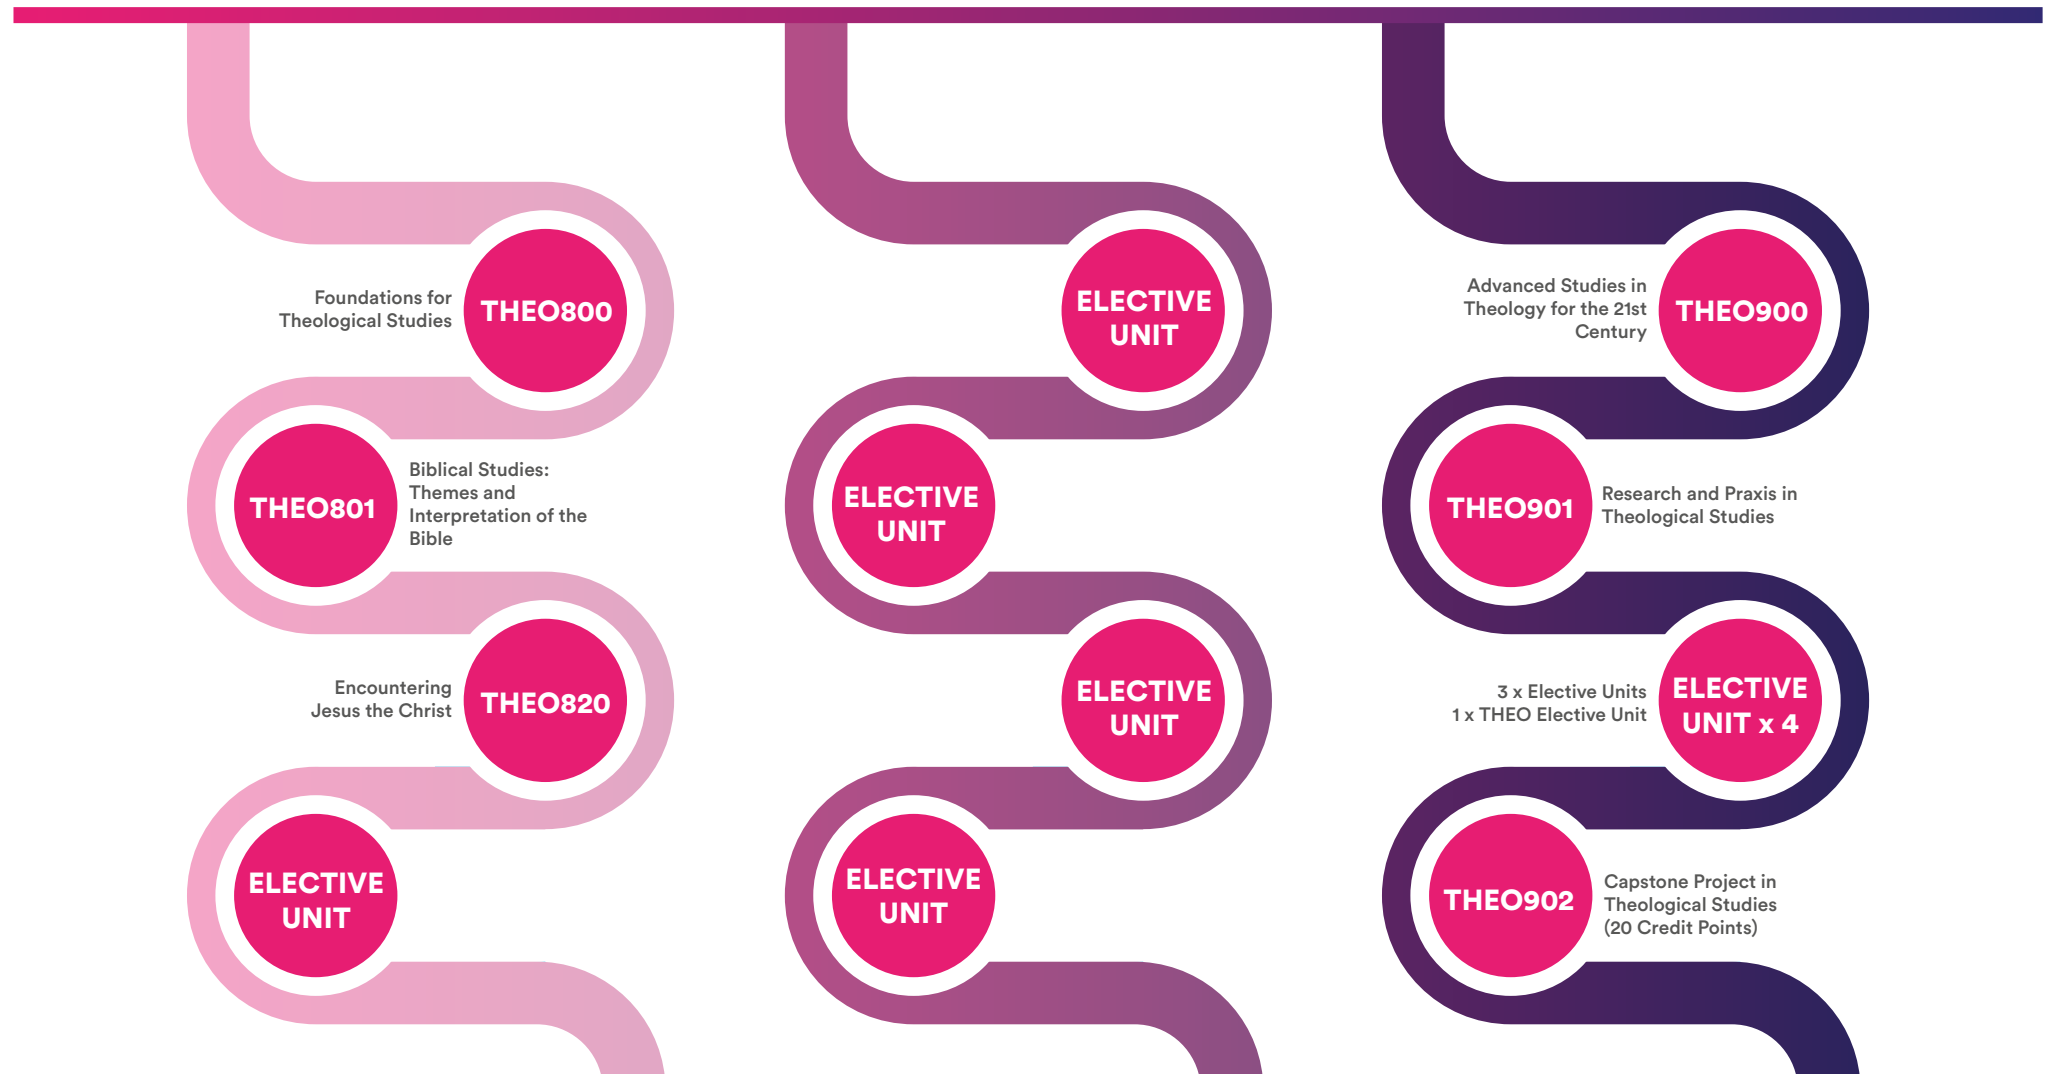 Foundations for
Theological Studies
THEO800
THEO801
Biblical Studies:
Themes and
Interpretation of the
Bible
Encountering
Jesus the Christ
THEO820
ELECTIVE
UNIT
ELECTIVE
UNIT
ELECTIVE
UNIT
ELECTIVE
UNIT
ELECTIVE
UNIT
Advanced Studies in
Theology for the 21st
Century
THEO900
THEO901
Research and Praxis in
Theological Studies
3 x Elective Units
1 x THEO Elective Unit
ELECTIVE
UNIT x 4
THEO902
Capstone Project in
Theological Studies
(20 Credit Points)